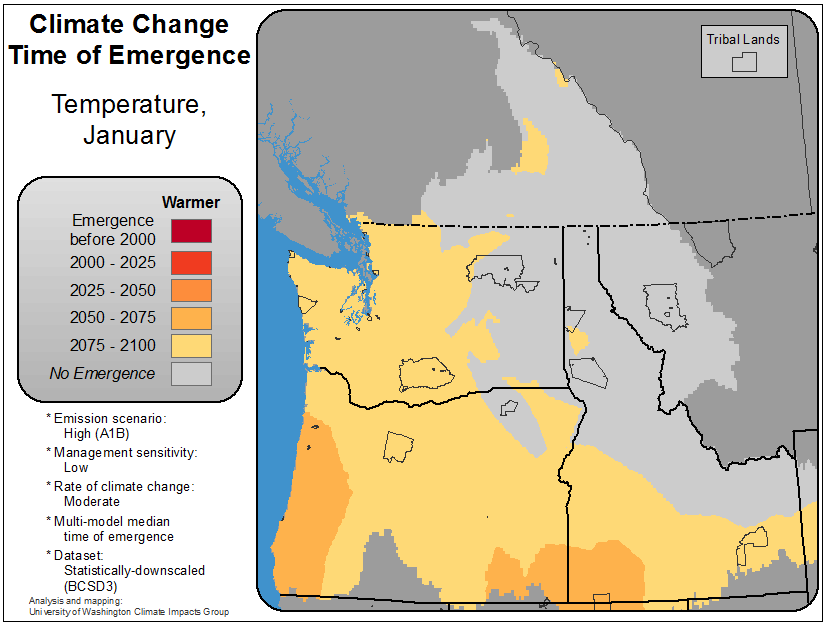 Climate Change
Time of Emergence
Temperature,
January
Warmer
Emergence
before 2000
2000 - 2025
2025 - 2050
2050 - 2075
2075 - 2100
No Emergence
* Emission scenario:
High (A1B)
* Management sensitivity:
Low
* Rate of climate change:
Moderate
* Multi-model median
time of emergence
* Dataset:
Statistically-downscaled
(BCSD3)
Analysis and mapping:
University of Washington Climate Impacts Group
Tribal Lands